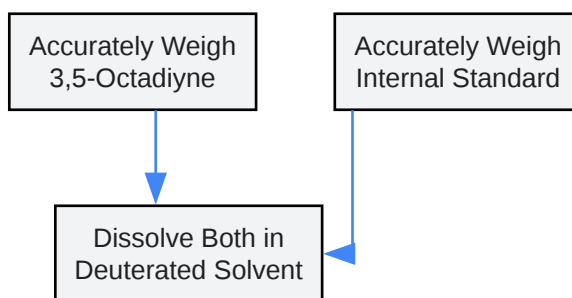 Accurately Weigh
3,5-Octadiyne
Accurately Weigh
Internal Standard
Dissolve Both in
Deuterated Solvent